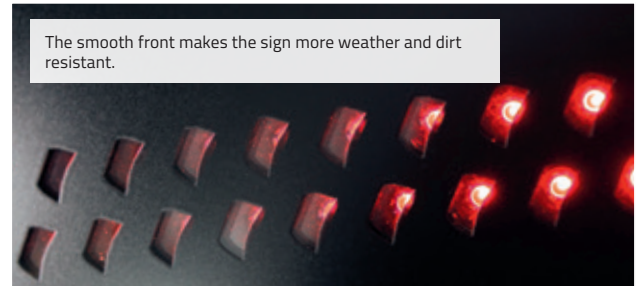 The smooth front makes the sign more weather and dirt
resistant.